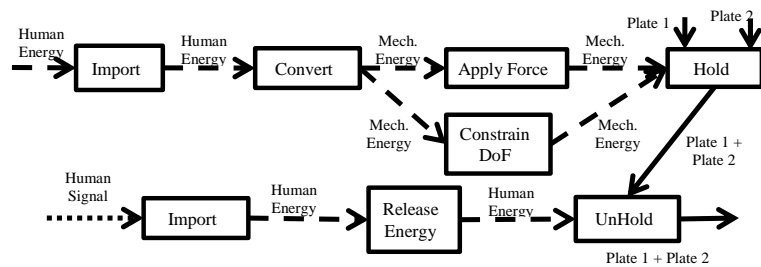 Plate 1
Plate 2
Human
Energy
Human
Energy
Mech.
Energy
Mech.
Energy
Import
Convert
Apply Force
Hold
Mech.
Energy
Constrain
DoF
Mech.
Energy
Plate 1 +
Plate 2
Human
Signal
Human
Energy
Human
Energy
Import
Release
Energy
UnHold
Plate 1 + Plate 2